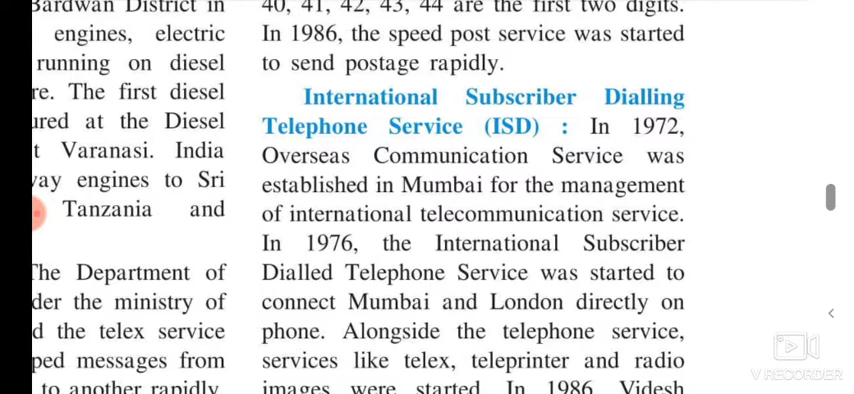 Bardwan District in
engines, electric
running on diesel
re. The first diesel
ured at the Diesel
t Varanasi. India
way engines to Sri
Tanzania and
The Department of
der the ministry of
d the telex service
ped messages from
to another rapidly.
40, 41, 42, 43, 44 are the first two digits.
In 1986, the speed post service was started
to send postage rapidly.
International Subscriber Dialling
Telephone Service (ISD) : In 1972,
Overseas Communication Service was
established in Mumbai for the management
of international telecommunication service.
In 1976, the International Subscriber
Dialled Telephone Service was started to
connect Mumbai and London directly on
phone. Alongside the telephone service,
services like telex, teleprinter and radio
images were started. In 1986, Videsh
V RECORDER